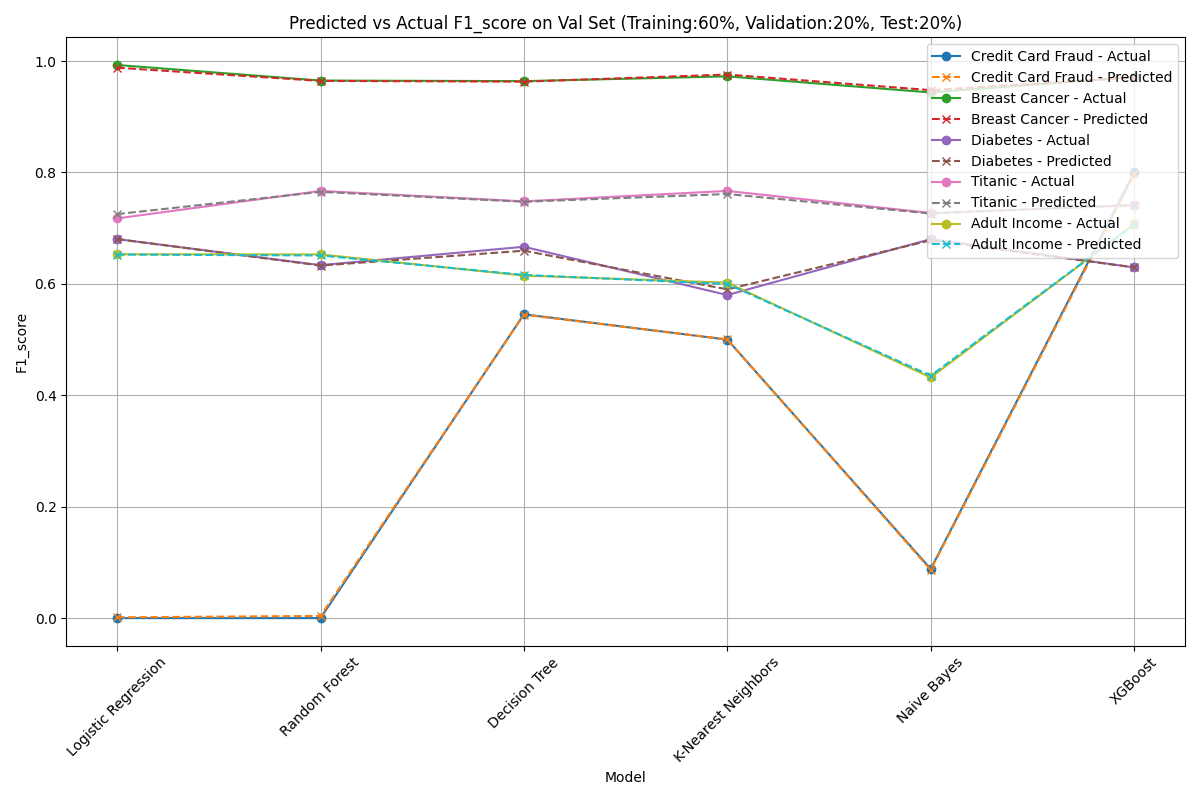 Predicted vs Actual F1_score on Val Set (Training:60%, Validation:20%, Test:20%)
Credit Card Fraud - Actual
Credit Card Fraud - Predicted
Breast Cancer - Actual
Breast Cancer - Predicted
Diabetes - Actual
Diabetes - Predicted
Titanic - Actual
Titanic - Predicted
Adult Income - Actual
Adult Income - Predicted
F1_score
1.0
0.8
0.6
0.4
0.2
0.0
Logistic Regression
Random Forest
Decision Tree
K-Nearest Neighbors
Naive Bayes
XGBoost
Model